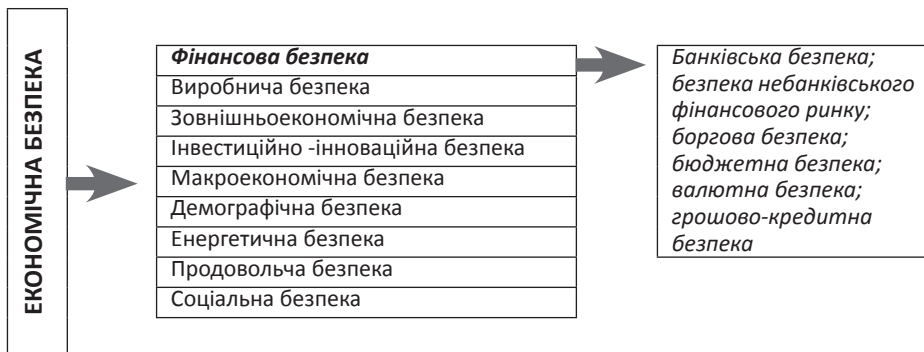 ЕКОНОМІЧНА БЕЗПЕКА
Фінансова безпека
Виробнича безпека
Зовнішньоекономічна безпека
Інвестиційно -інноваційна безпека
Макроекономічна безпека
Демографічна безпека
Енергетична безпека
Продовольча безпека
Соціальна безпека
Банківська безпека;
безпека небанківського
фінансового ринку;
боргова безпека;
бюджетна безпека;
валютна безпека;
грошово-кредитна
безпека